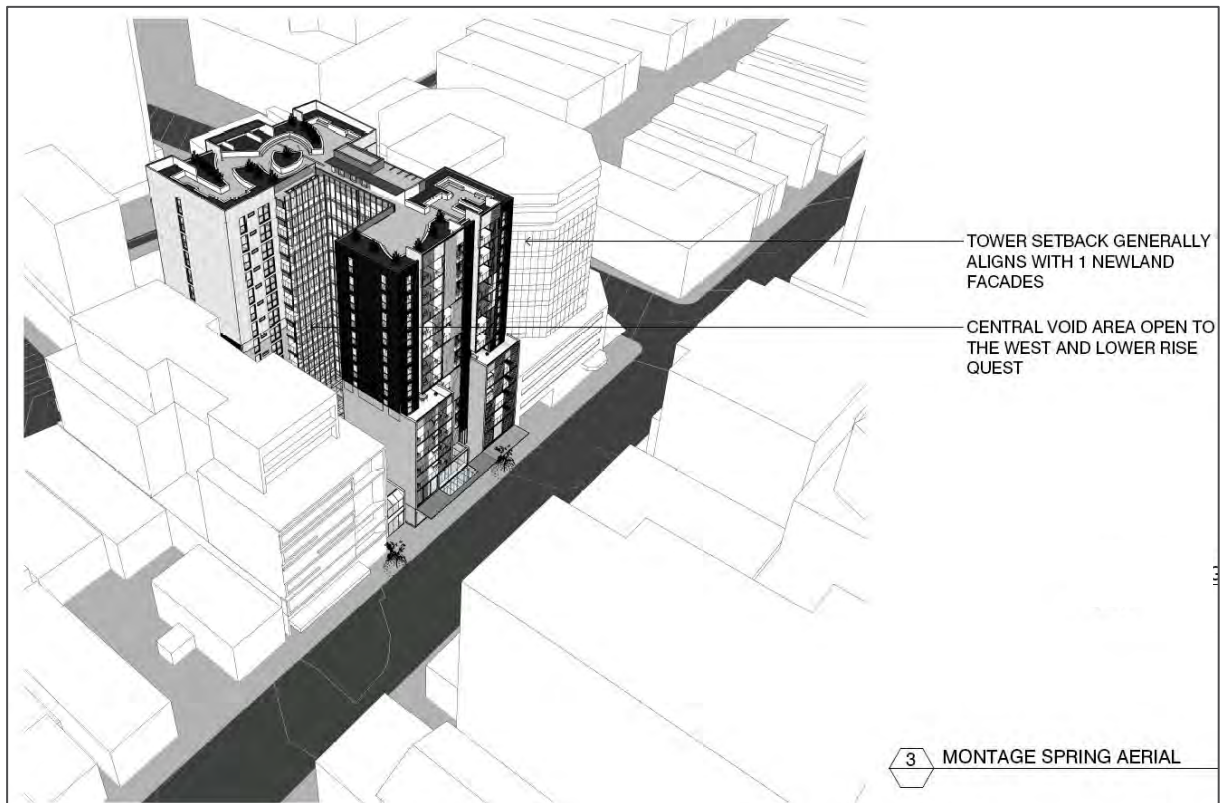 TOWER SETBACK GENERALLY
ALIGNS WITH 1 NEWLAND
FACADES
CENTRAL VOID AREA OPEN TO
THE WEST AND LOWER RISE
QUEST
3 MONTAGE SPRING AERIAL